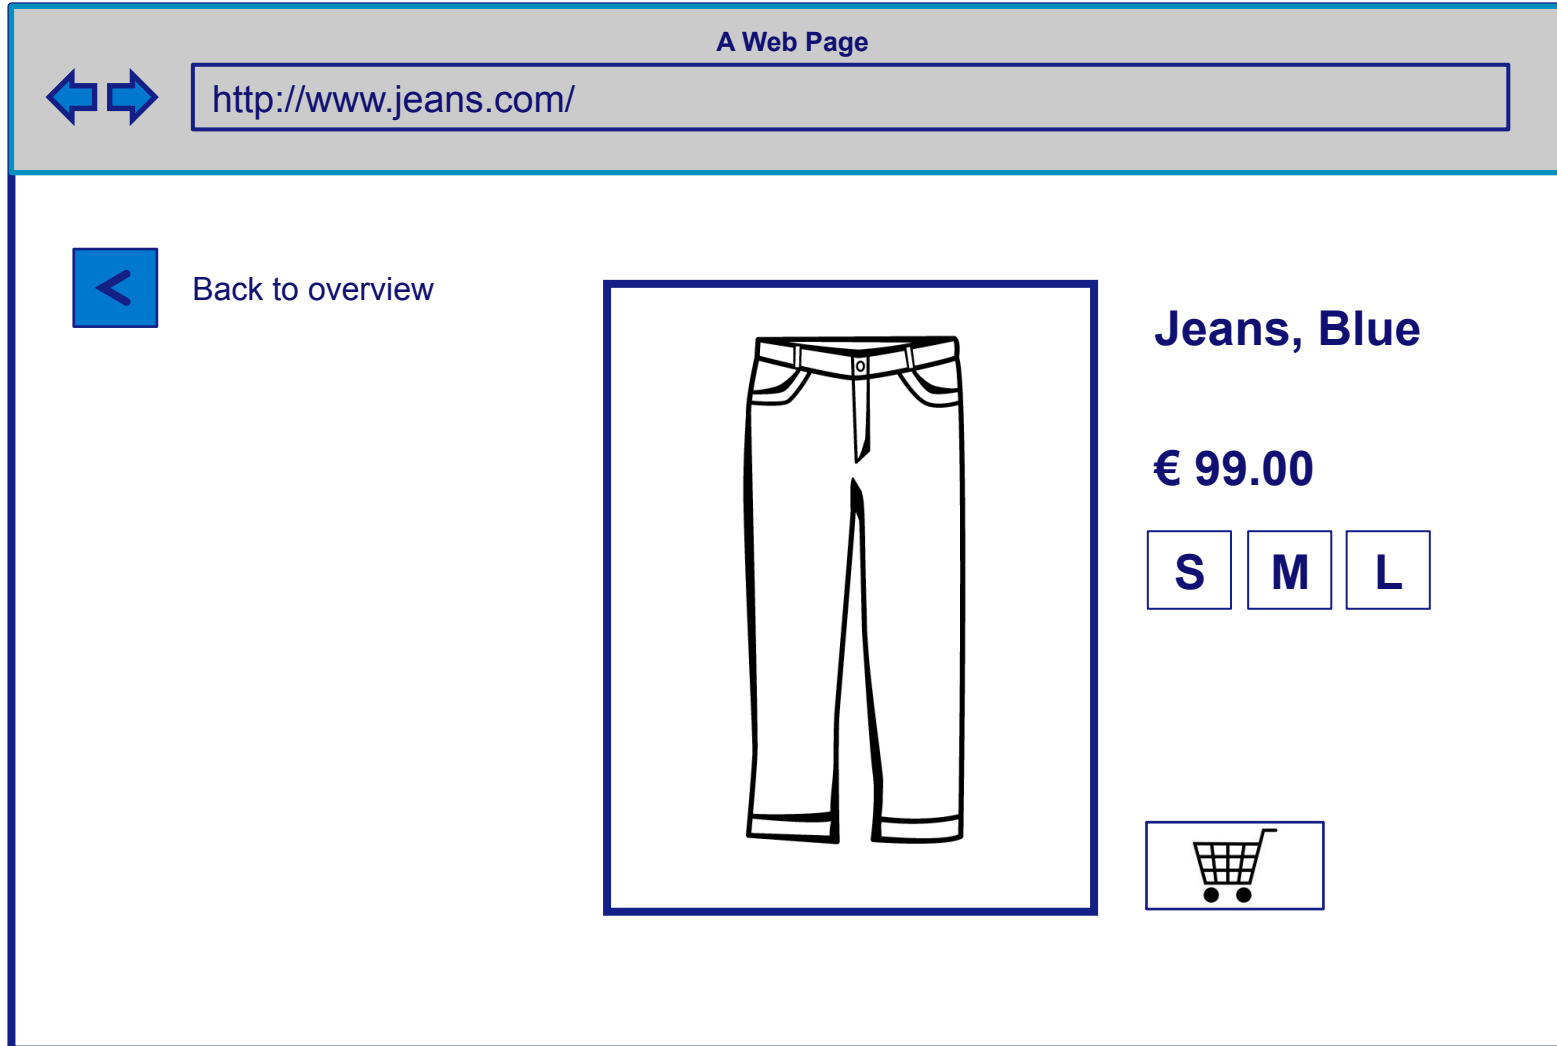 A Web Page
http://www.jeans.com/
<
Back to overview
Jeans, Blue
€ 99.00
S M L